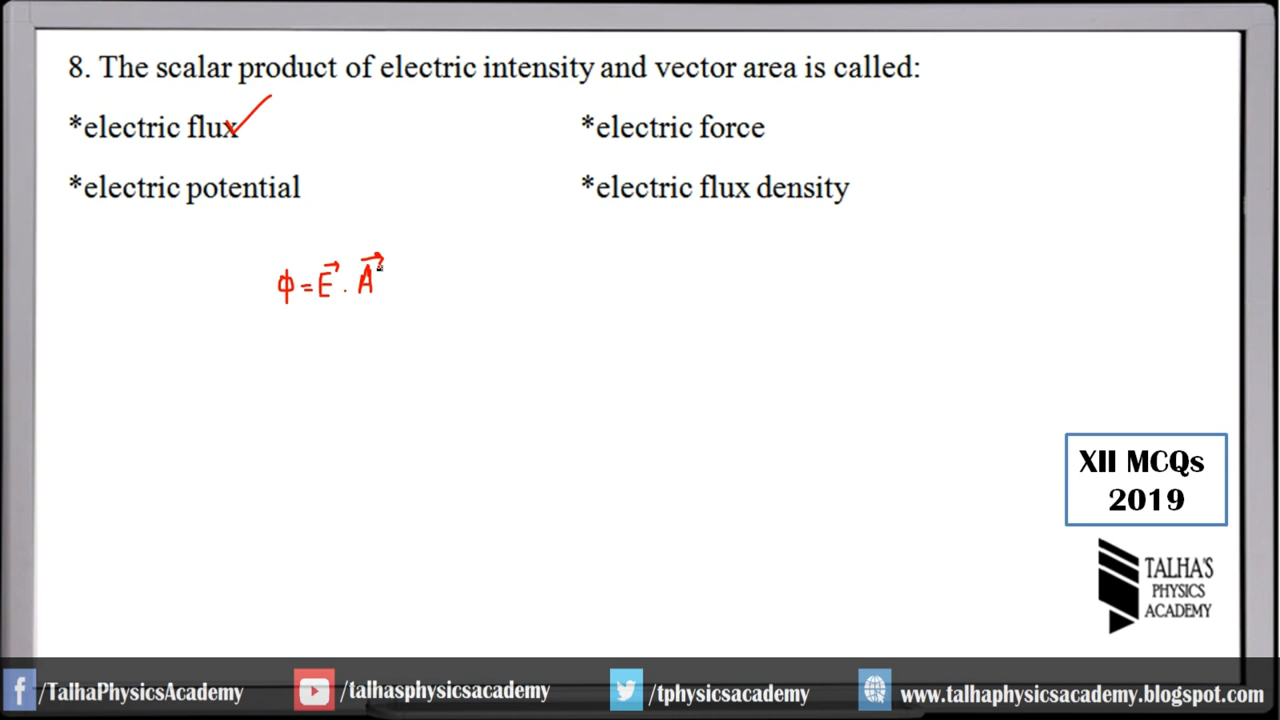 8. The scalar product of electric intensity and vector area is called:
*electric flux *electric force
*electric potential *electric flux density
ϕ = E⃗ . A⃗
XII MCQs
2019
TALHA'S
PHYSICS
ACADEMY
/TalhaPhysicsAcademy /talhasphysicsacademy /tphysicsacademy www.talhaphysicsacademy.blogspot.com